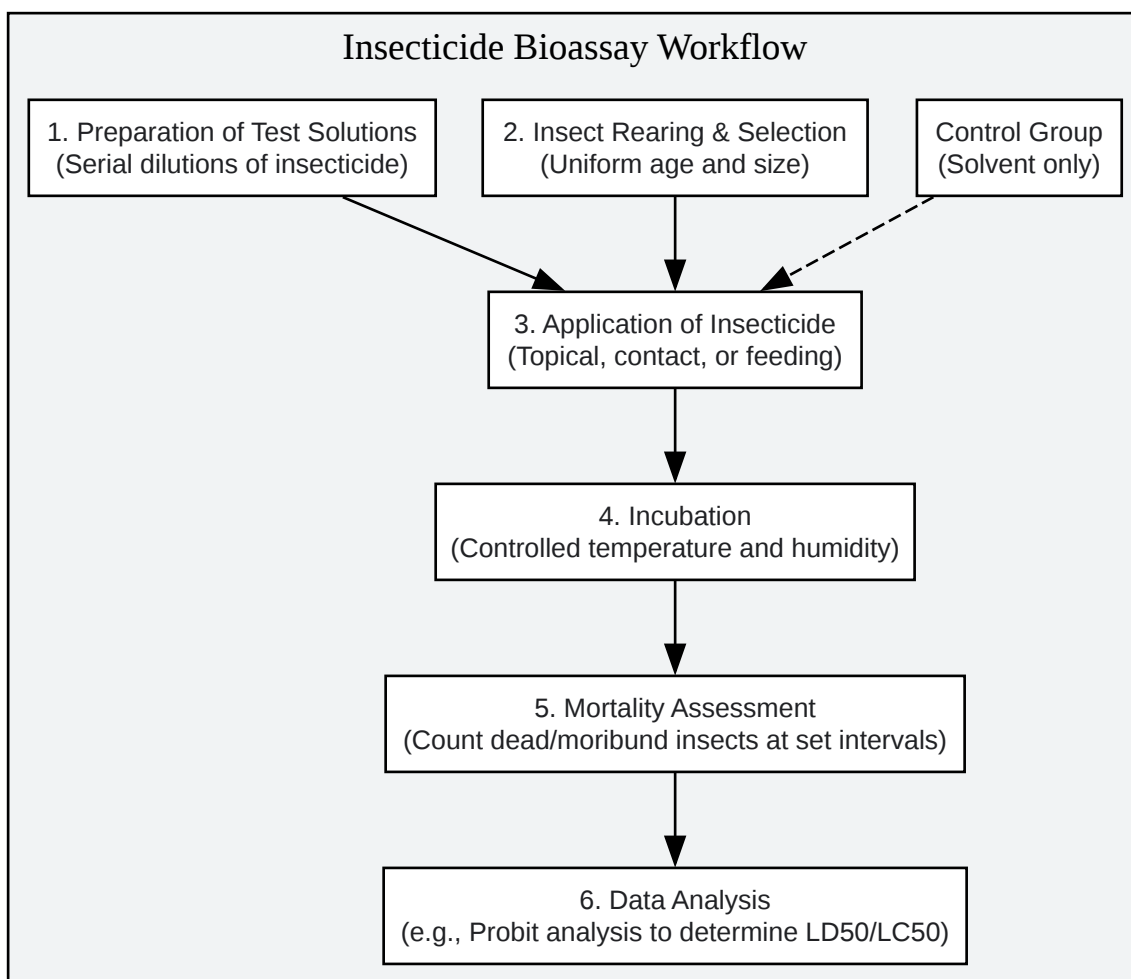 Insecticide Bioassay Workflow
1. Preparation of Test Solutions
(Serial dilutions of insecticide)
2. Insect Rearing & Selection
(Uniform age and size)
Control Group
(Solvent only)
3. Application of Insecticide
(Topical, contact, or feeding)
4. Incubation
(Controlled temperature and humidity)
5. Mortality Assessment
(Count dead/moribund insects at set intervals)
6. Data Analysis
(e.g., Probit analysis to determine LD50/LC50)